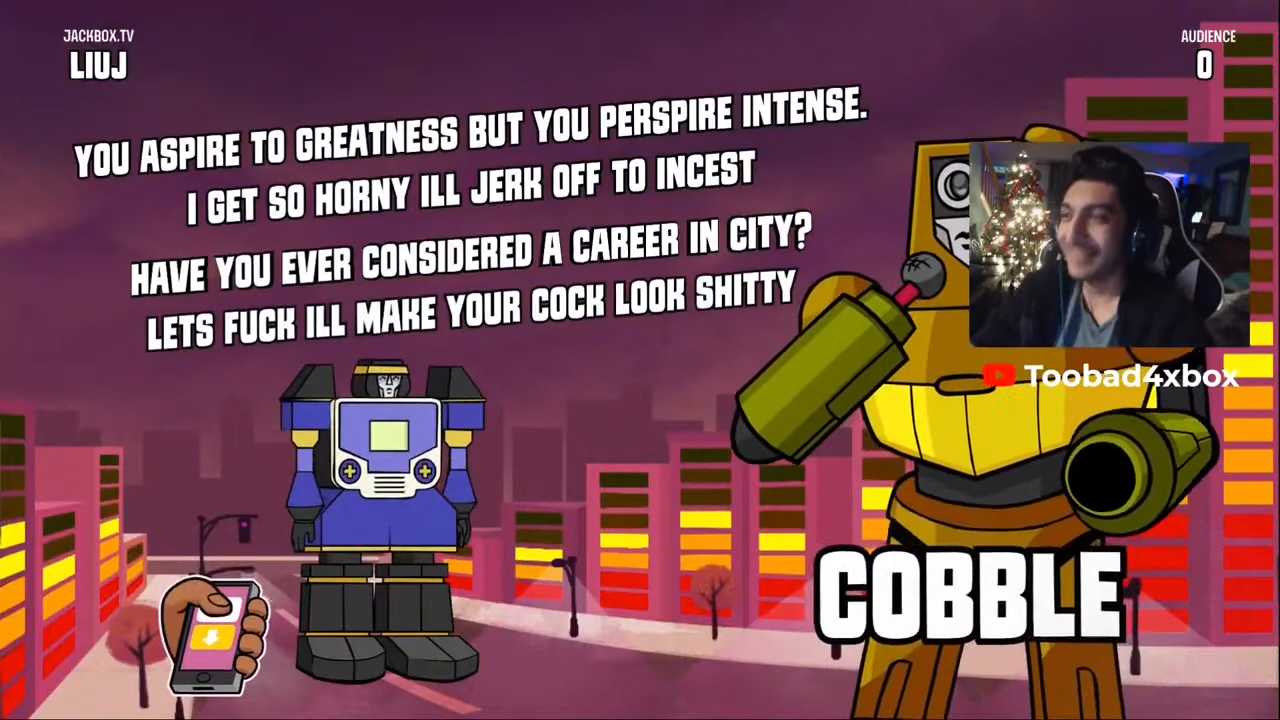 JACKBOX.TV
LIUJ
AUDIENCE
0
YOU ASPIRE TO GREATNESS BUT YOU PERSPIRE INTENSE.
I GET SO HORNY ILL JERK OFF TO INCEST
HAVE YOU EVER CONSIDERED A CAREER IN CITY?
LETS FUCK ILL MAKE YOUR COCK LOOK SHITTY
Toobad4xbox
COBBLE